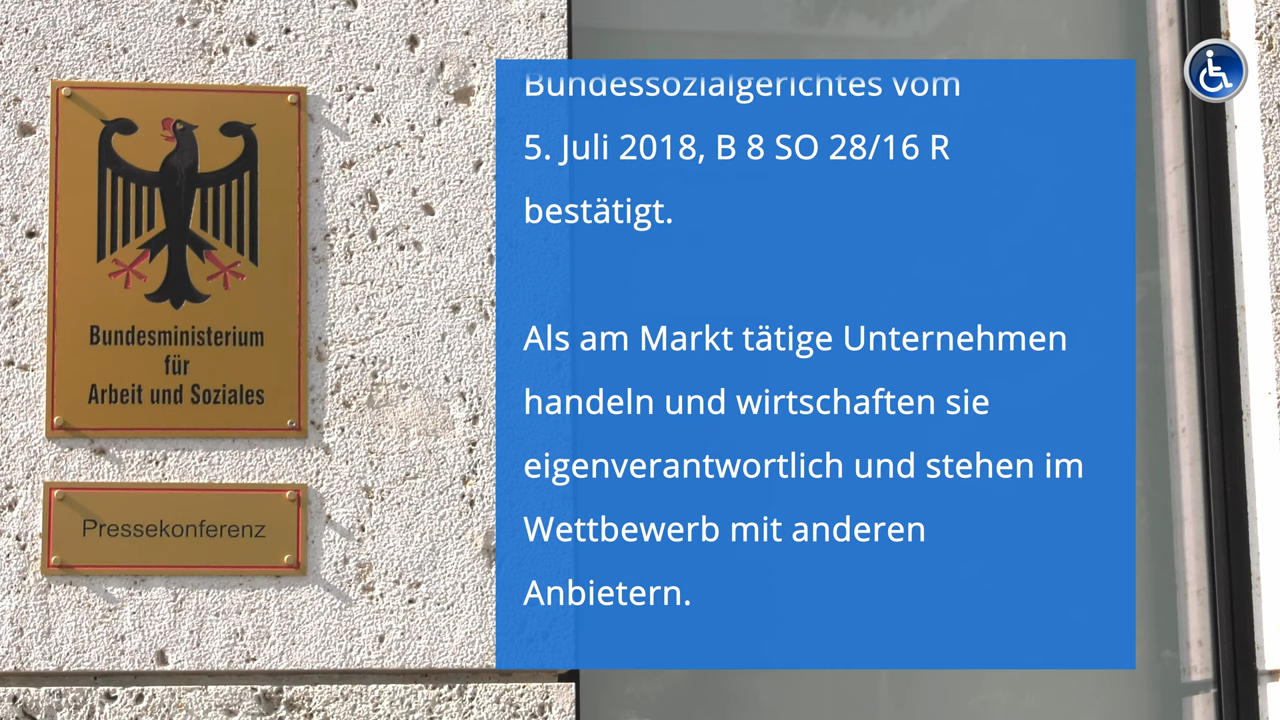 Bundesministerium
für
Arbeit und Soziales
Pressekonferenz
Bundessozialgerichtes vom
5. Juli 2018, B 8 SO 28/16 R
bestätigt.
Als am Markt tätige Unternehmen
handeln und wirtschaften sie
eigenverantwortlich und stehen im
Wettbewerb mit anderen
Anbietern.